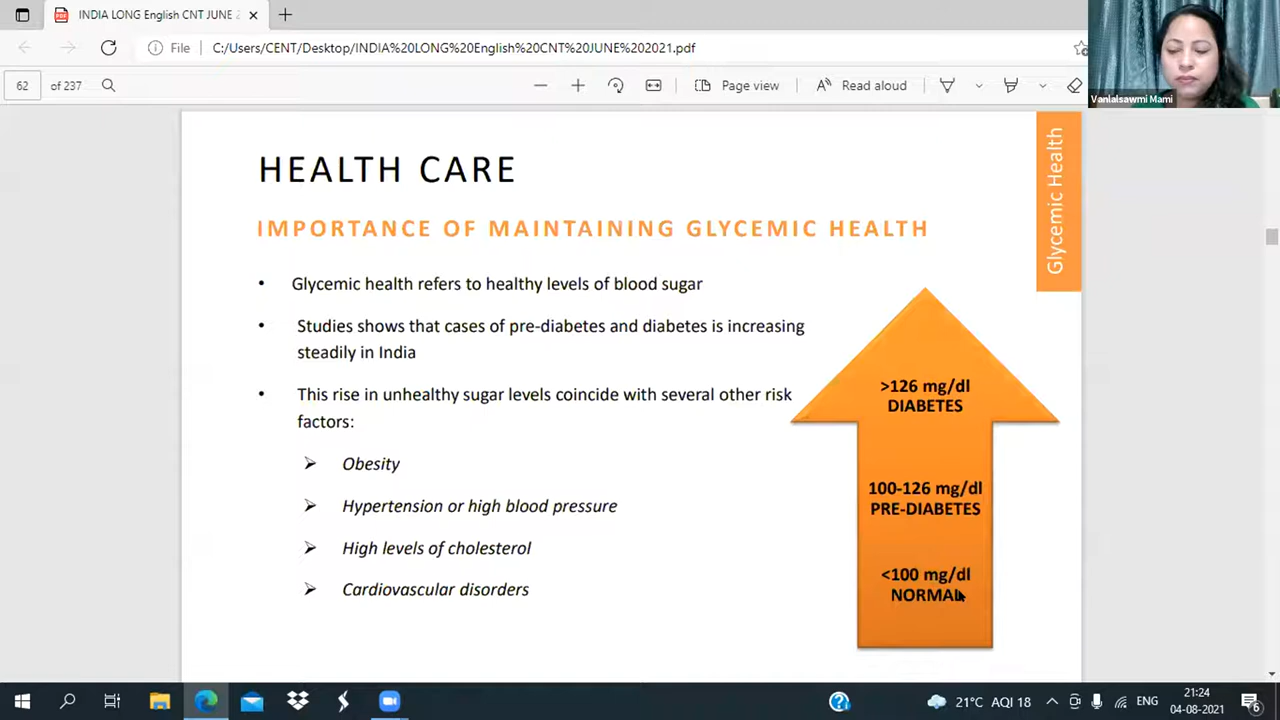 INDIA LONG English CNT JUNE 2
File
C:/Users/CENT/Desktop/INDIA%20LONG%20English%20CNT%20JUNE%202021.pdf
62 of 237
Page view
Read aloud
Vanlalsawmi Mami
HEALTH CARE
Glycemic Health
IMPORTANCE OF MAINTAINING GLYCEMIC HEALTH
• Glycemic health refers to healthy levels of blood sugar
• Studies shows that cases of pre-diabetes and diabetes is increasing
steadily in India
• This rise in unhealthy sugar levels coincide with several other risk
factors:
➢ Obesity
➢ Hypertension or high blood pressure
➢ High levels of cholesterol
➢ Cardiovascular disorders
>126 mg/dl
DIABETES
100-126 mg/dl
PRE-DIABETES
<100 mg/dl
NORMAL
21°C AQI 18
ENG
21:24
04-08-2021
6